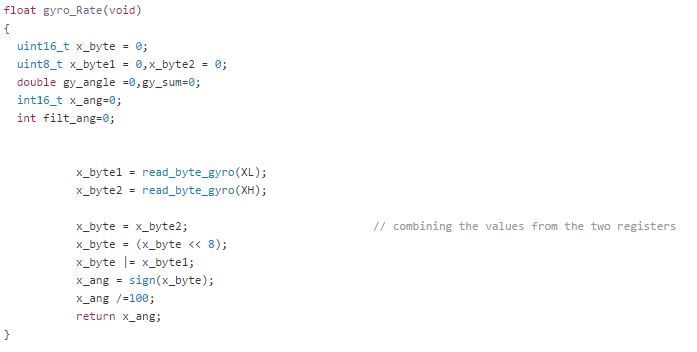 float gyro_Rate(void)
{
uint16_t x_byte = 0;
uint8_t x_byte1 = 0,x_byte2 = 0;
double gy_angle =0,gy_sum=0;
int16_t x_ang=0;
int filt_ang=0;
x_byte1 = read_byte_gyro(XL);
x_byte2 = read_byte_gyro(XH);
x_byte = x_byte2; // combining the values from the two registers
x_byte = (x_byte << 8);
x_byte |= x_byte1;
x_ang = sign(x_byte);
x_ang /=100;
return x_ang;
}